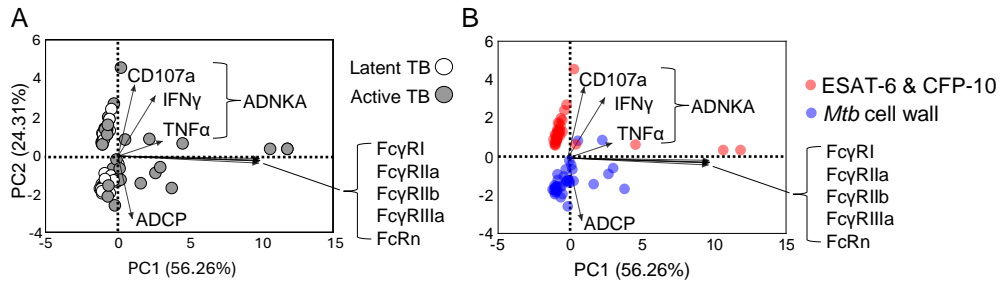 A
PC2 (24.31%)
6
4
2
0
-2
-4
-5
0
5
10
15
PC1 (56.26%)
CD107a
IFNγ
TNFα
ADNKA
ADCP
Latent TB
Active TB
FcγRI
FcγRIIa
FcγRIIb
FcγRIIIa
FcRn
B
6
4
2
0
-2
-4
-5
0
5
10
15
PC1 (56.26%)
CD107a
IFNγ
TNFα
ADNKA
ADCP
ESAT-6 & CFP-10
Mtb cell wall
FcγRI
FcγRIIa
FcγRIIb
FcγRIIIa
FcRn